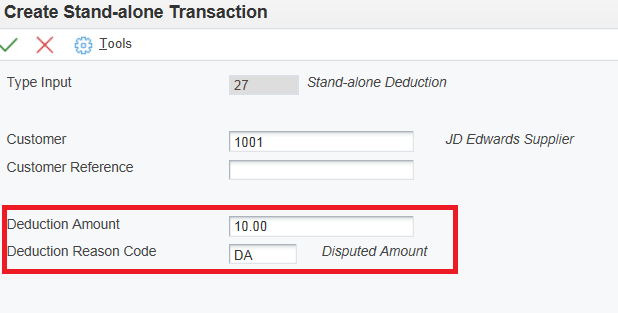 Create Stand-alone Transaction
Tools
Type Input 27 Stand-alone Deduction
Customer 1001 JD Edwards Supplier
Customer Reference
Deduction Amount 10.00
Deduction Reason Code DA Disputed Amount